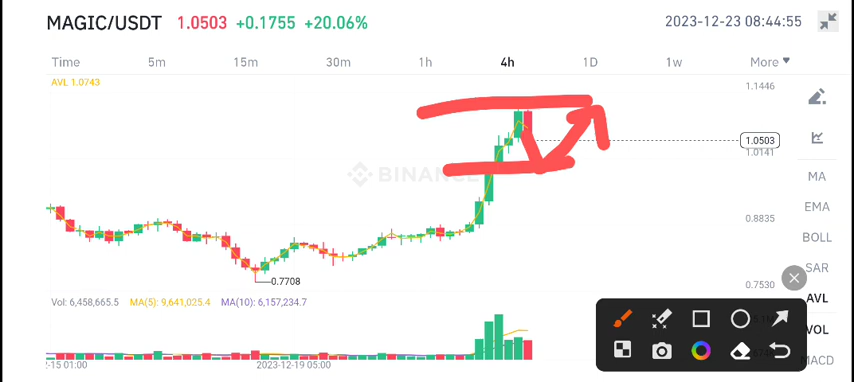 MAGIC/USDT 1.0503 +0.1755 +20.06% 2023-12-23 08:44:55
Time 5m 15m 30m 1h 4h 1D 1w More
AVL 1.0743
1.1446
1.0503
1.0141
MA
BINANCE
EMA
0.8835
BOLL
SAR
0.7708
0.7530
AVL
Vol: 6,458,665.5 MA(5): 9,641,025.4 MA(10): 6,157,234.7
VOL
MACD
-15 01:00 2023-12-19 05:00